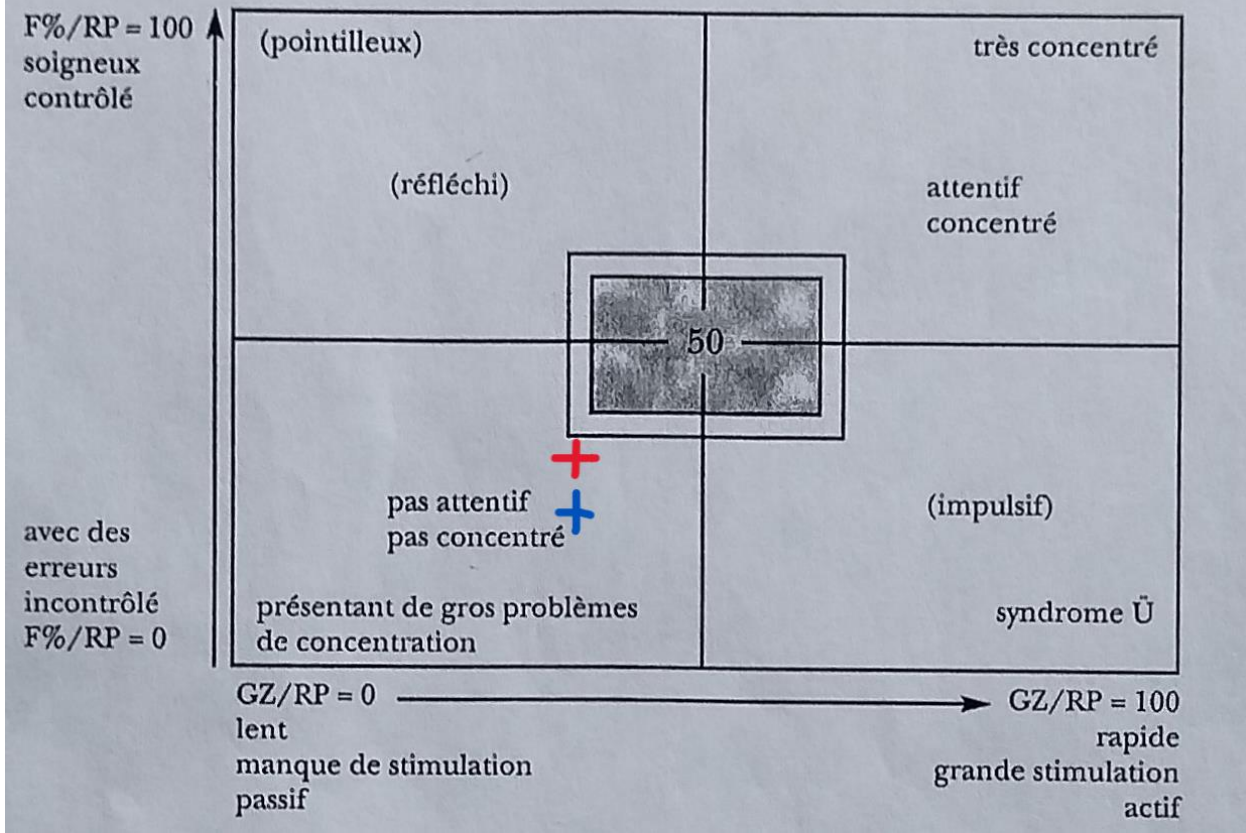 F%/RP = 100
soigneux
contrôlé
(pointilleux)
très concentré
(réfléchi)
attentif
concentré
50
pas attentif
pas concentré
(impulsif)
avec des
erreurs
incontrôlé
F%/RP = 0
présentant de gros problèmes
de concentration
syndrome Ü
GZ/RP = 0
lent
manque de stimulation
passif
GZ/RP = 100
rapide
grande stimulation
actif